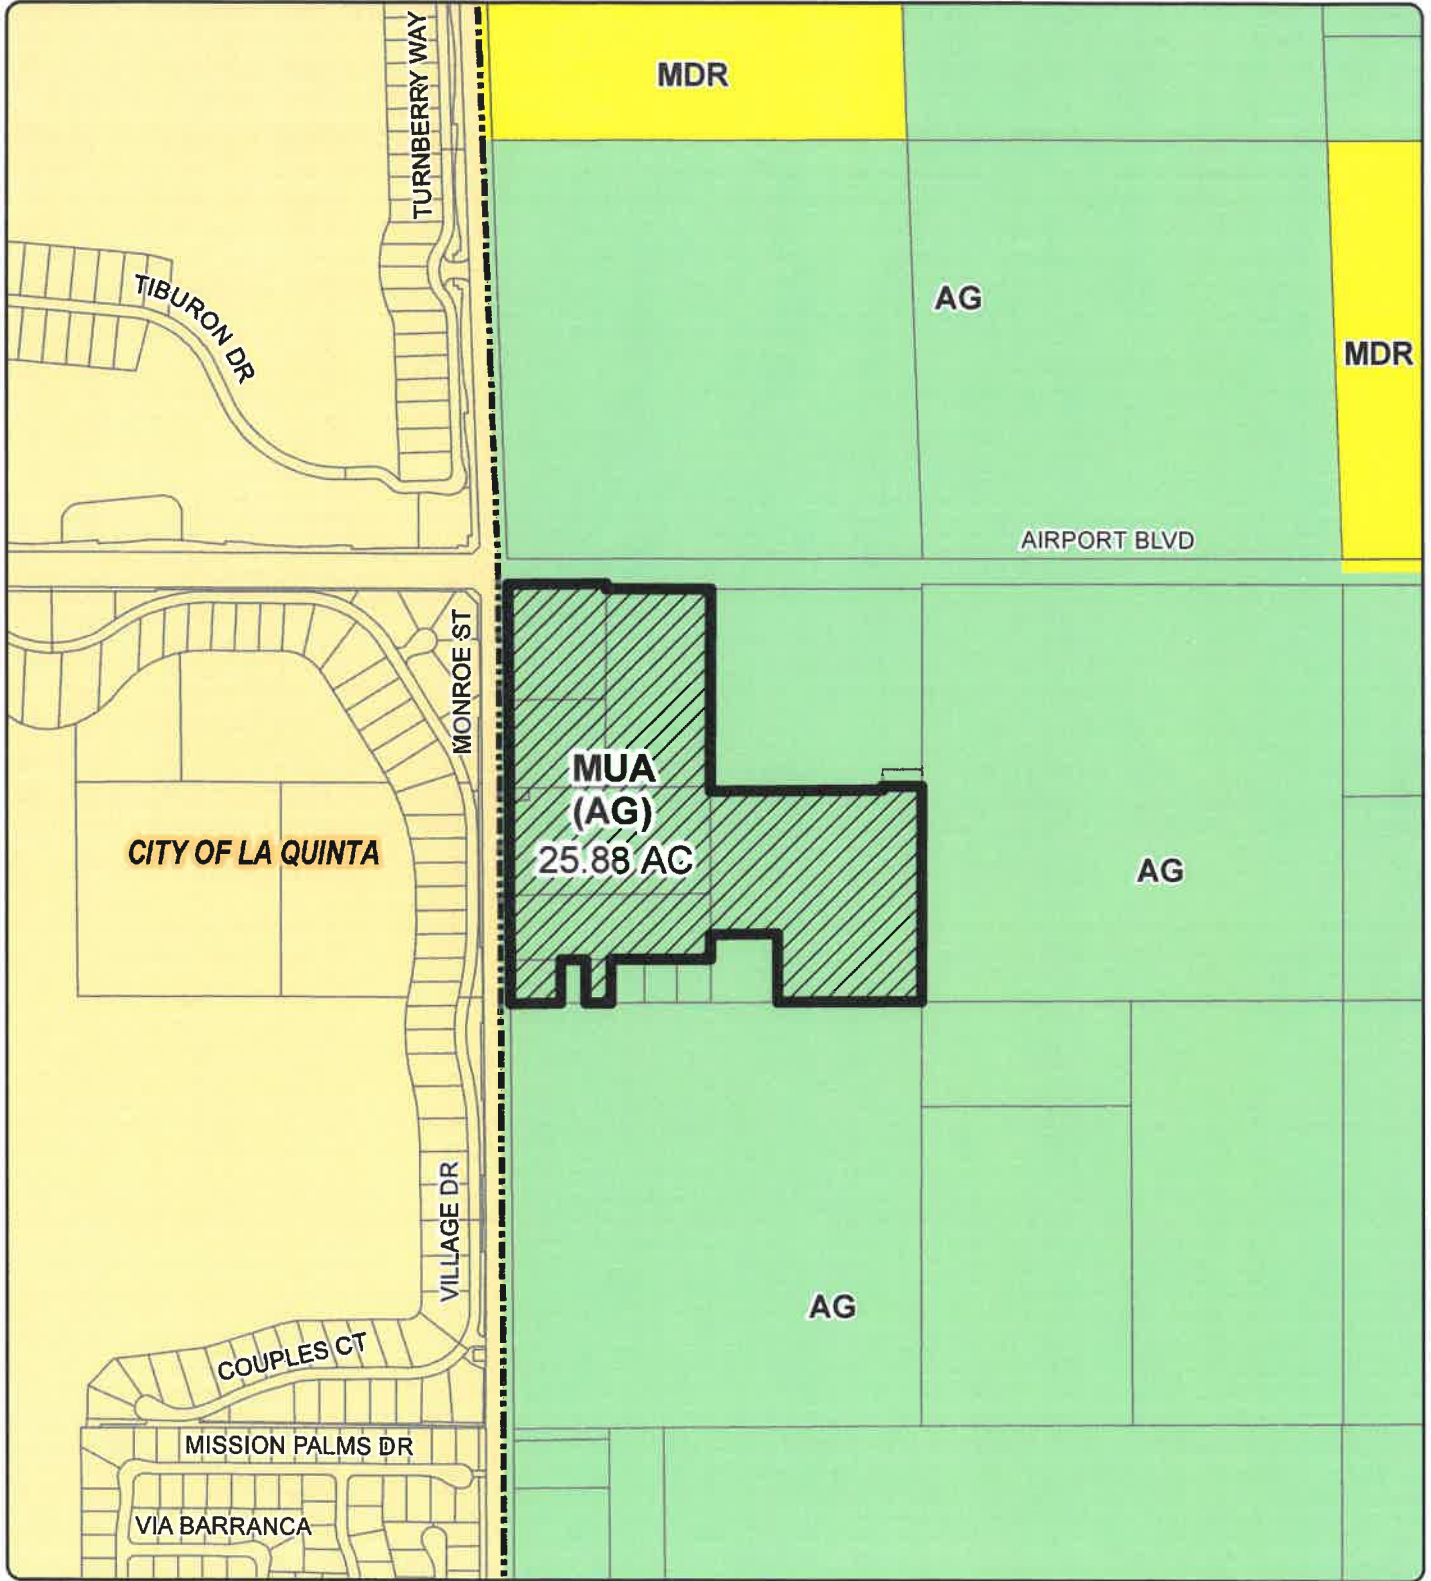 MDR
TURNBERRY WAY
TIBURON DR
AG
MDR
AIRPORT BLVD
MONROE ST
MUA
(AG)
25.88 AC
CITY OF LA QUINTA
AG
VILLAGE DR
AG
COUPLES CT
MISSION PALMS DR
VIA BARRANCA